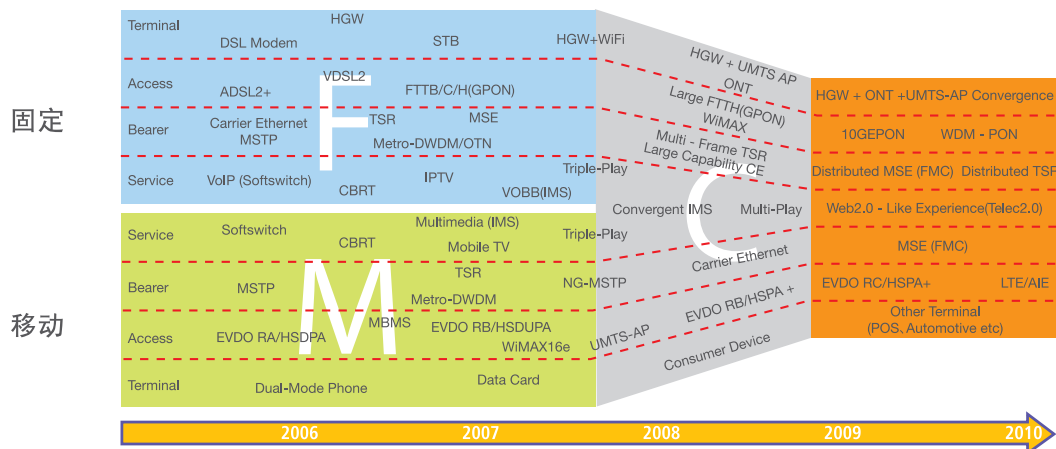 固定
移动
F
M
C
Terminal
HGW
DSL Modem
STB
HGW+WiFi
Access
VDSL2
ADSL2+
FTTB/C/H(GPON)
Bearer
Carrier Ethernet
MSTP
TSR
MSE
Metro-DWDM/OTN
Service
VoIP (Softswitch)
CBRT
IPTV
VOBB(IMS)
Triple-Play
Service
Softswitch
CBRT
Multimedia (IMS)
Mobile TV
Triple-Play
Bearer
MSTP
TSR
Metro-DWDM
NG-MSTP
Access
EVDO RA/HSDPA
MBMS
EVDO RB/HSDUPA
WiMAX16e
Terminal
Dual-Mode Phone
Data Card
HGW + UMTS AP
ONT
Large FTTH(GPON)
WiMAX
Multi - Frame TSR
Large Capability CE
Convergent IMS
Multi-Play
Carrier Ethernet
UMTS-AP
EVDO RB/HSPA +
Consumer Device
HGW + ONT +UMTS-AP Convergence
10GEPON
WDM - PON
Distributed MSE (FMC)
Distributed TSR
Web2.0 - Like Experience(Telec2.0)
MSE (FMC)
EVDO RC/HSPA+
LTE/AIE
Other Terminal
(POS, Automotive etc)
2006
2007
2008
2009
2010